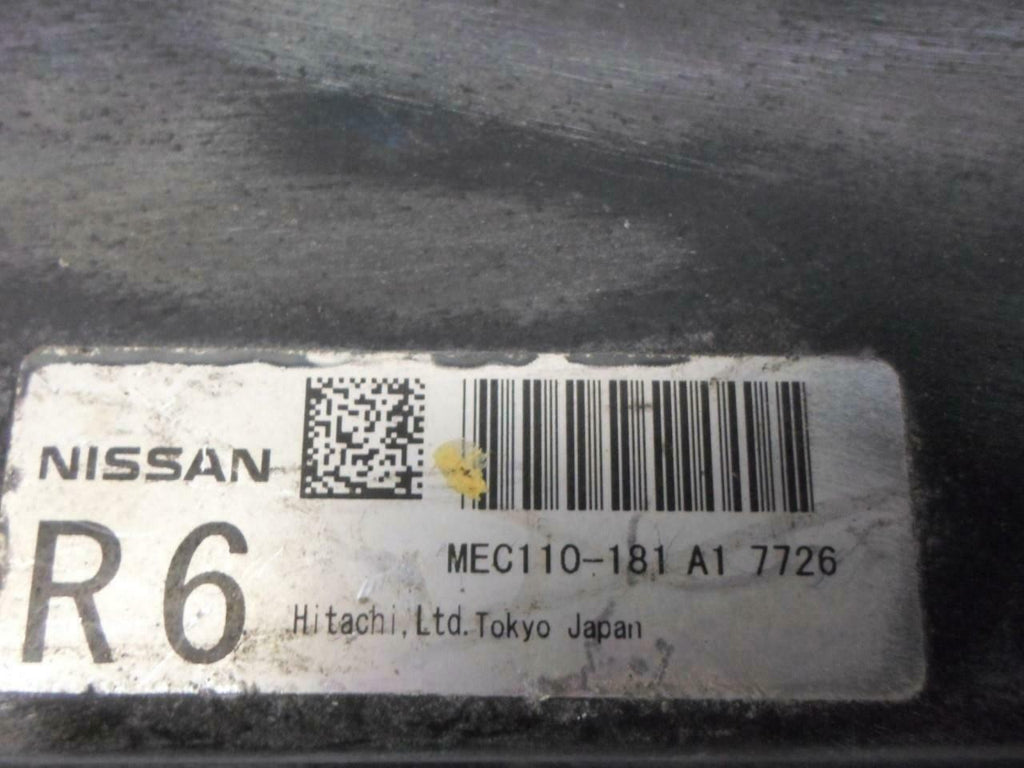 NISSAN
R6
MEC110-181 A1 7726
Hitachi,Ltd.Tokyo Japan